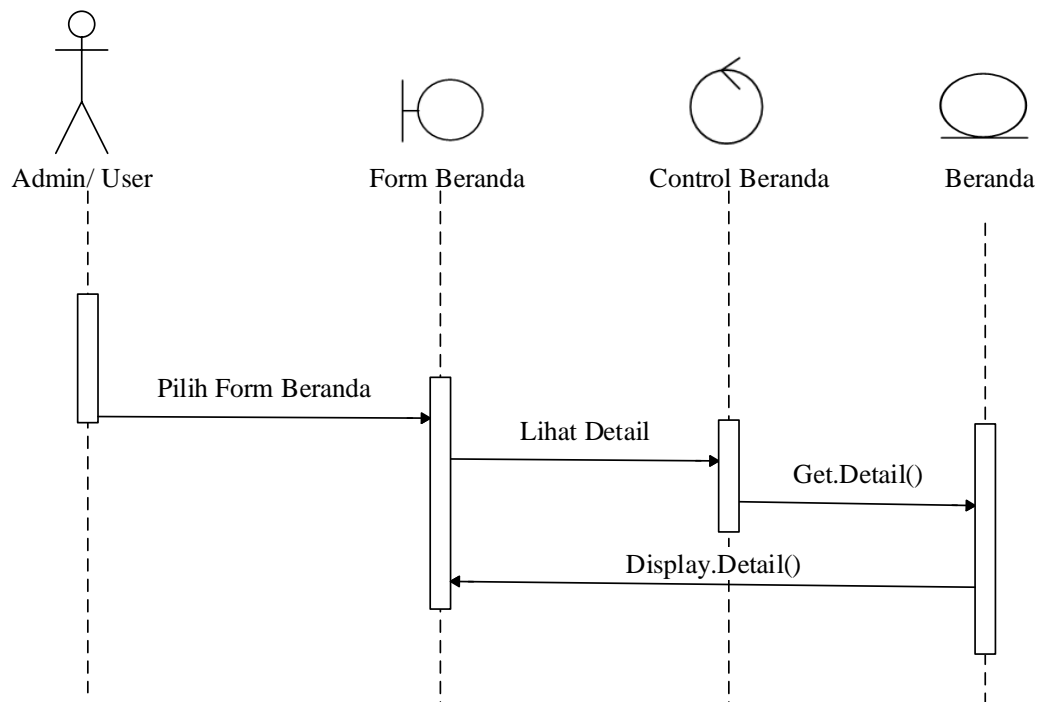 Admin/ User
Form Beranda
Control Beranda
Beranda
Pilih Form Beranda
Lihat Detail
Get.Detail()
Display.Detail()